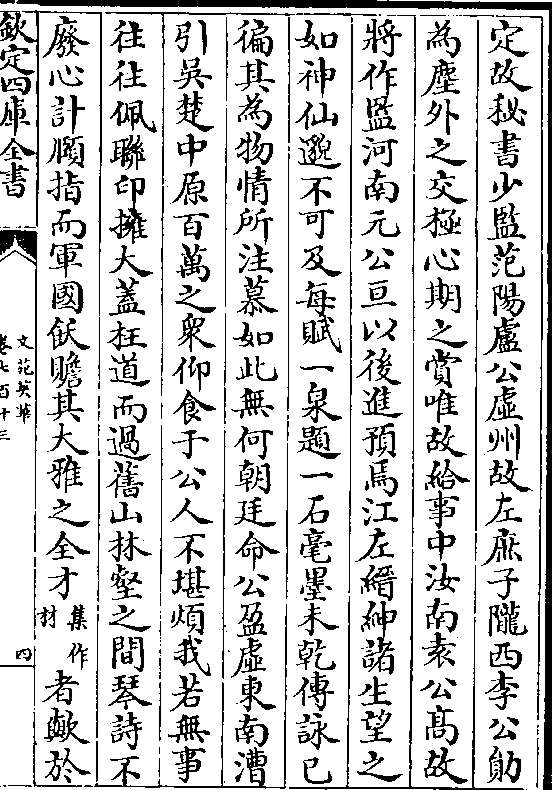 定故秘書少監范陽盧公虛州故左庶子隴西李公勛
為塵外之交極心期之賞唯故給事中汝南袁公髙故
將作監河南元公亘以後進預焉江左縉紳諸生望之
如神仙邈不可及每賦一泉題一石毫墨未乾傳詠已
徧其為物情所注慕如此無何朝廷命公盈虛東南漕
引吳楚中原百萬之衆仰食于公人不堪煩我若無事
往往佩聯印擁大蓋枉道而過舊山林壑之間琴詩不
廢心計頤指而軍國飫贍其大雅之全才集作材者歟於
欽定四庫全書
文苑英華
卷七百十三
四